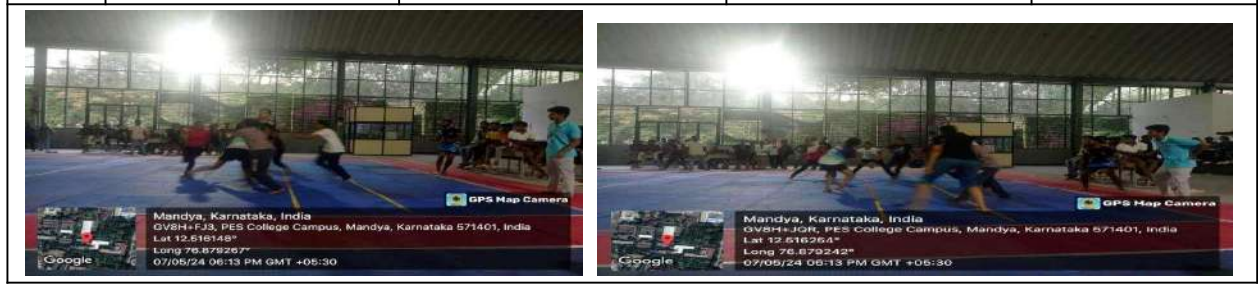 GPS Map Camera
Mandya, Karnataka, India
GV8H+FJ3, PES College Campus, Mandya, Karnataka 571401, India
Lat 12.516148°
Long 76.879267°
07/05/24 06:13 PM GMT +05:30
Google
GPS Map Camera
Mandya, Karnataka, India
GV8H+JQR, PES College Campus, Mandya, Karnataka 571401, India
Lat 12.516264°
Long 76.879242°
07/05/24 06:13 PM GMT +05:30
Google